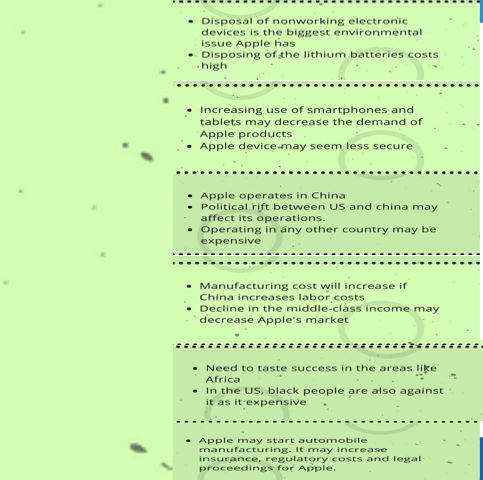 • Disposal of nonworking electronic
devices is the biggest environmental
issue Apple has
• Disposing of the lithium batteries costs
high
• Increasing use of smartphones and
tablets may decrease the demand of
Apple products
• Apple device may seem less secure
• Apple operates in China
• Political rift between US and china may
affect its operations.
• Operating in any other country may be
expensive
• Manufacturing cost will increase if
China increases labor costs
• Decline in the middle-class income may
decrease Apple's market
• Need to taste success in the areas like
Africa
• In the US, black people are also against
it as it expensive
• Apple may start automobile
manufacturing. It may increase
insurance, regulatory costs and legal
proceedings for Apple.